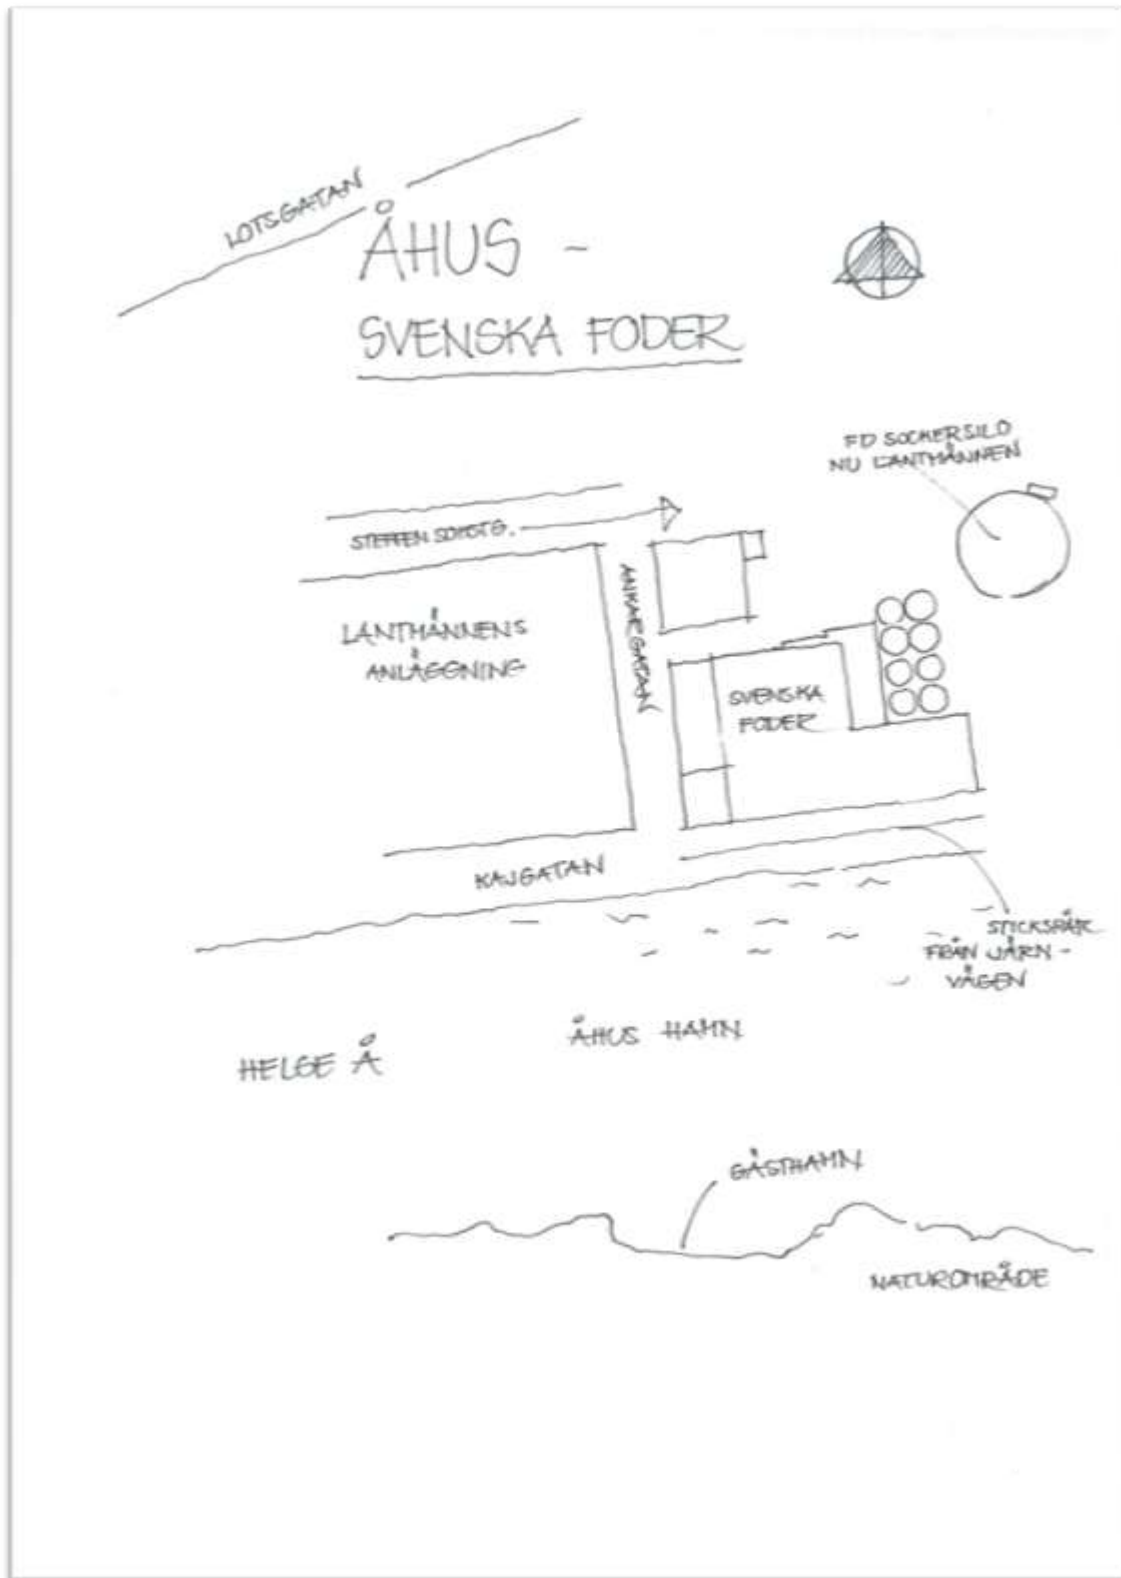 LOTSGATAN
ÅHUS -
SVENSKA FODER
FD SOCKERSILO
NU LANTMÄNNEN
STEFFEN
ANKARGATAN
LANTMÄNNENS
ANLÄGGNING
SVENSKA
FODER
KAJGATAN
STICKSPÅR
FRÅN JÄRN-
VÄGEN
ÅHUS HAMN
HELGE Å
GÄSTHAMN
NATUROMRÅDE